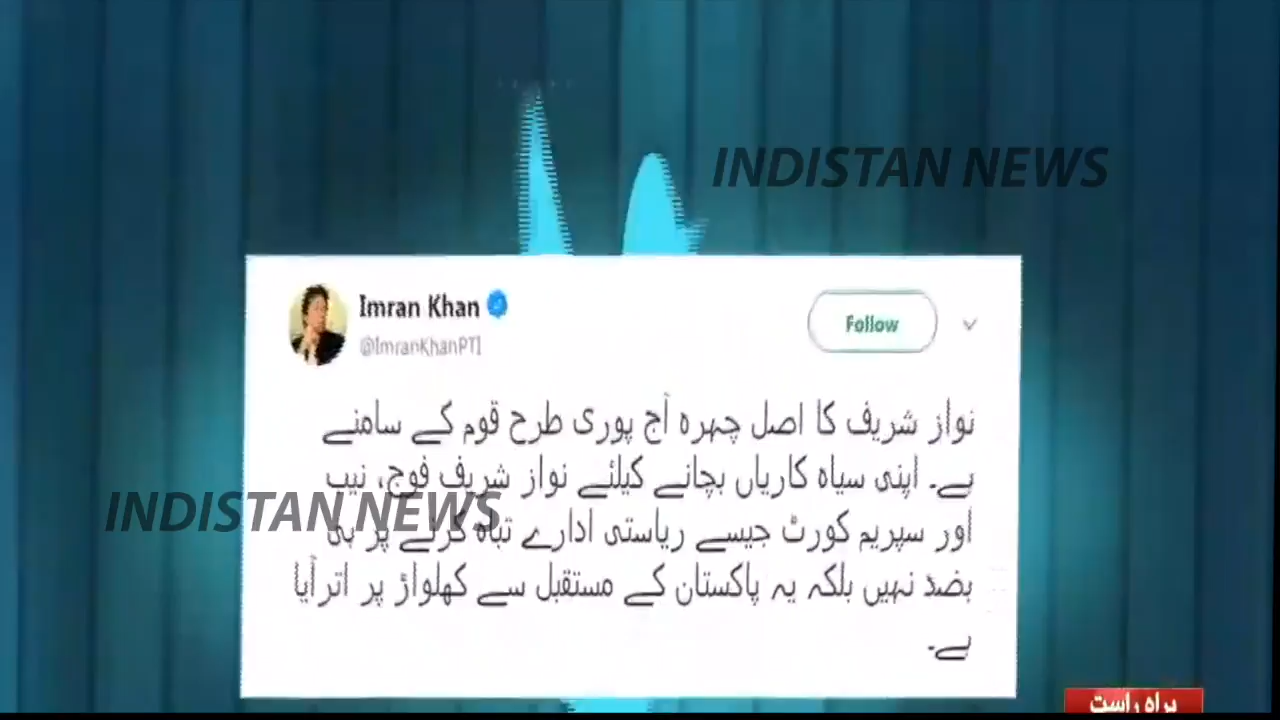 INDISTAN NEWS
Imran Khan
@ImranKhanPTI
Follow
نواز شریف کا اصل چہرہ آج پوری طرح قوم کے سامنے
ہے۔ اپنی سیاہ کاریاں بچانے کیلئے نواز شریف فوج، نیب
INDISTAN NEWS
اور سپریم کورٹ جیسے ریاستی ادارے تباہ کرنے پر ہی
بضد نہیں بلکہ یہ پاکستان کے مستقبل سے کھلواڑ پر اترآیا
ہے۔
براہ راست